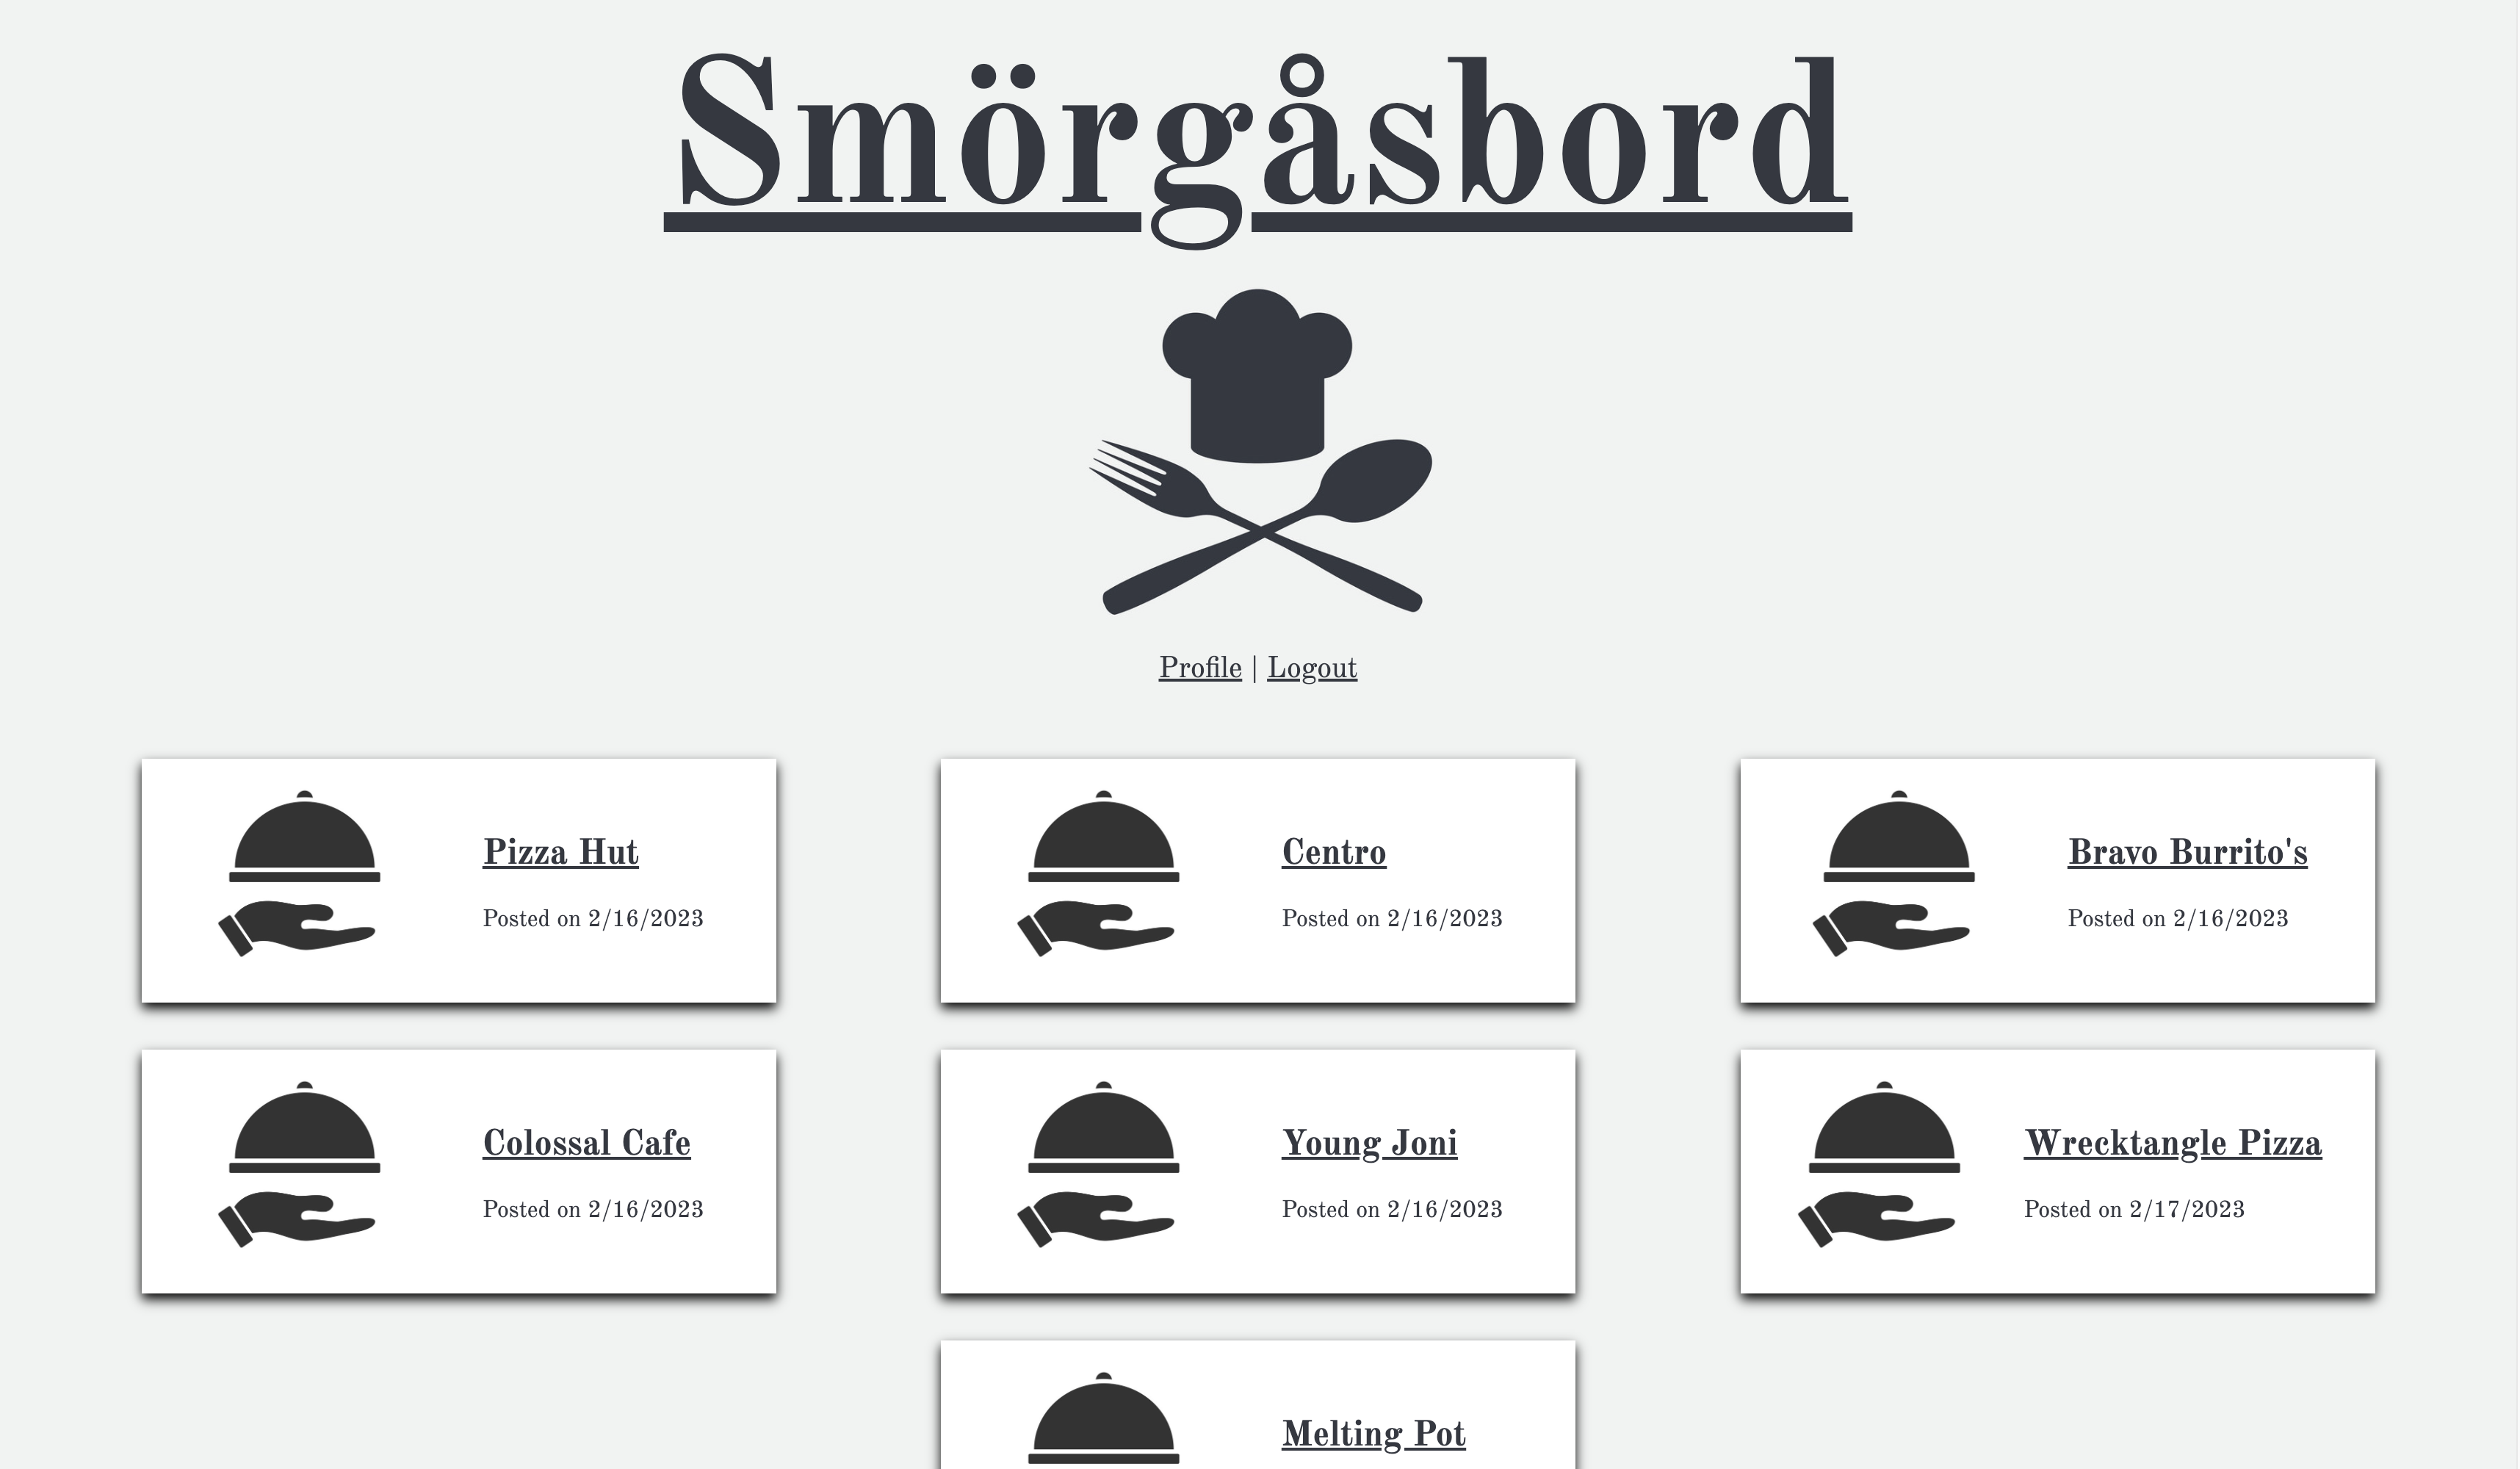 Smörgåsbord
Profile | Logout
Pizza Hut
Posted on 2/16/2023
Centro
Posted on 2/16/2023
Bravo Burrito's
Posted on 2/16/2023
Colossal Cafe
Posted on 2/16/2023
Young Joni
Posted on 2/16/2023
Wrecktangle Pizza
Posted on 2/17/2023
Melting Pot